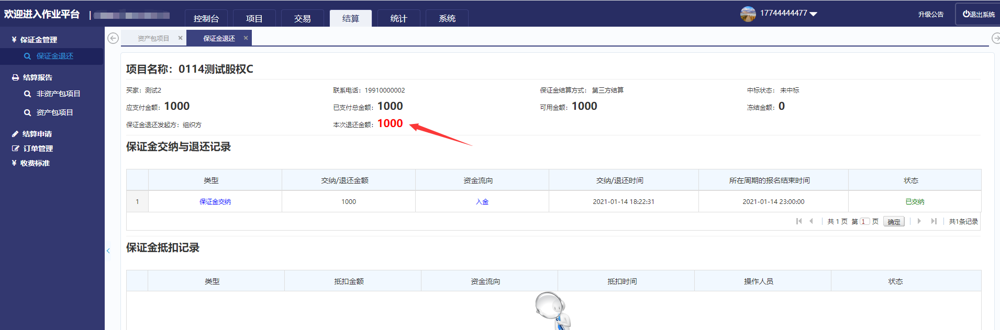 欢迎进入作业平台 |
控制台 项目 交易 结算 统计 系统
17744444477
升级公告
退出系统
¥ 保证金管理
保证金退还
结算报告
非资产包项目
资产包项目
结算申请
订单管理
¥ 收费标准
资产包项目 × 保证金退还 ×
项目名称：0114测试股权C
买家：测试2 联系电话：19910000002 保证金结算方式： 第三方结算 中标状态： 未中标
应支付金额：1000 已支付总金额：1000 可用金额：1000 冻结金额：0
保证金退还发起方：组织方 本次退还金额：1000
保证金交纳与退还记录
类型 交纳/退还金额 资金流向 交纳/退还时间 所在周期的报名结束时间 状态
1 保证金交纳 1000 入金 2021-01-14 18:22:31 2021-01-14 23:00:00 已交纳
共 1 页 第 1 页 确定 共1条记录
保证金抵扣记录
类型 抵扣金额 资金流向 抵扣时间 操作人员 状态